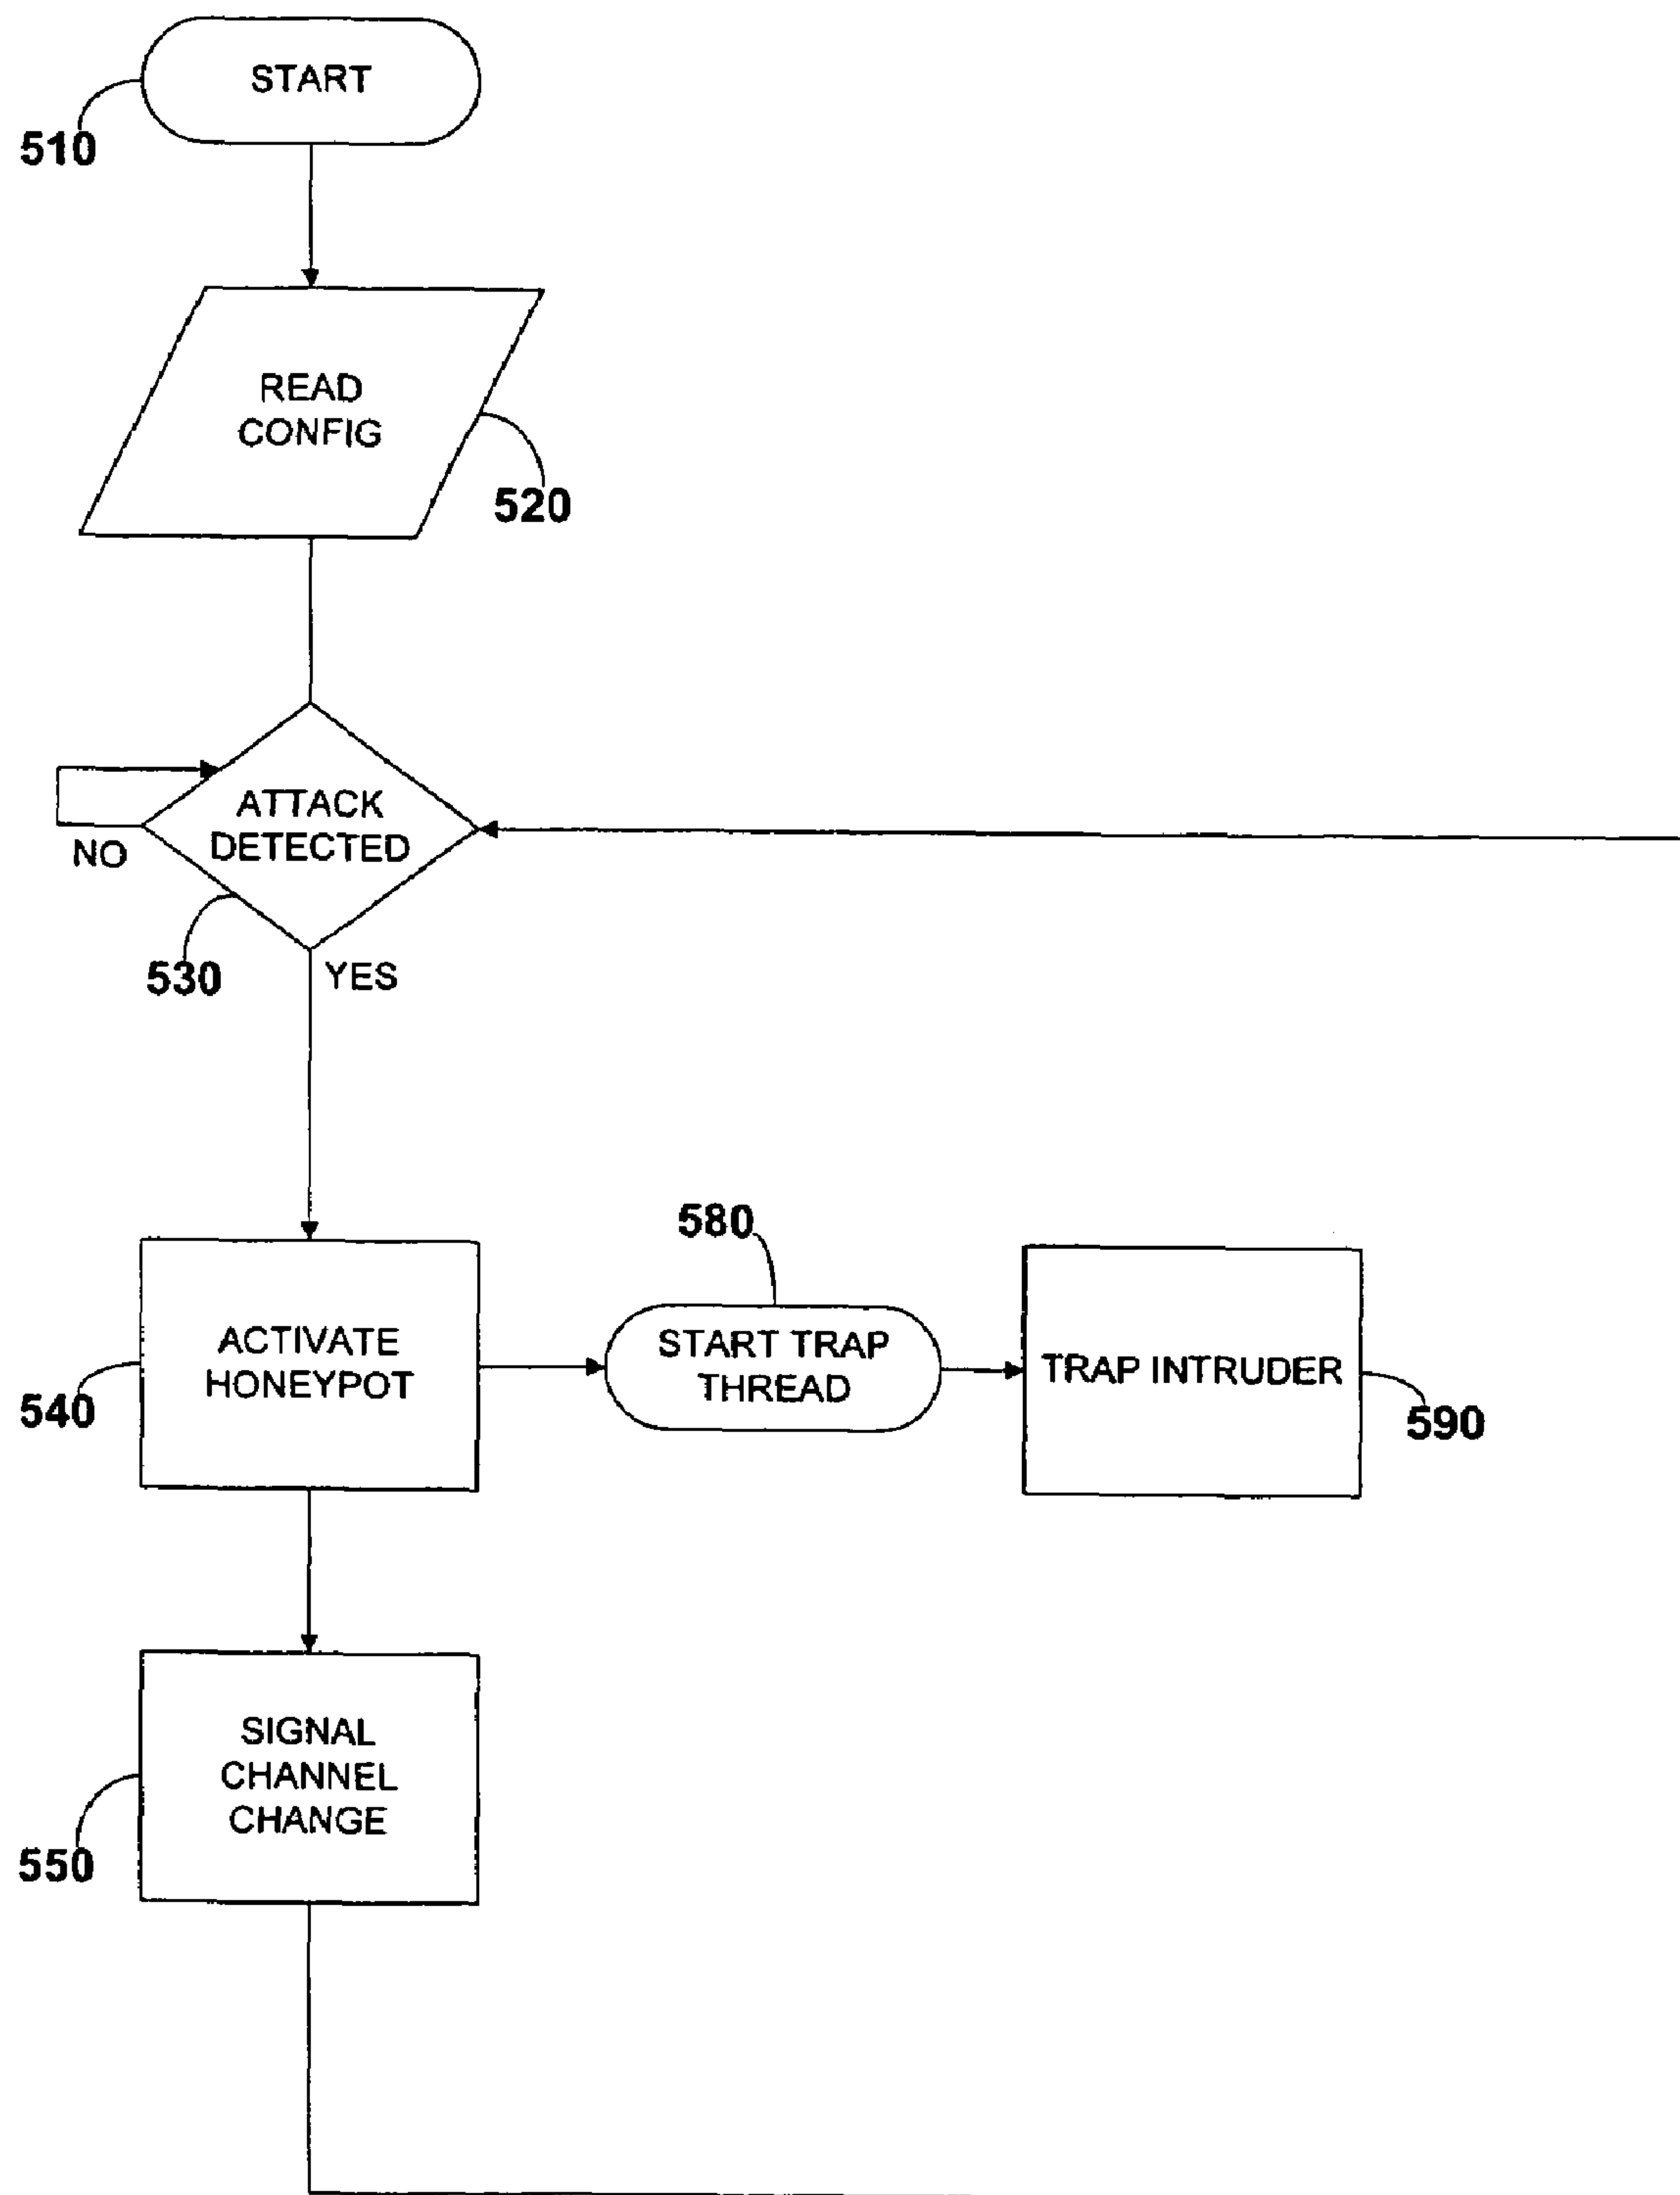 START
510
READ
CONFIG
520
ATTACK
DETECTED
NO
530
YES
580
ACTIVATE
HONEYPOT
540
START TRAP
THREAD
TRAP INTRUDER
590
SIGNAL
CHANNEL
CHANGE
550